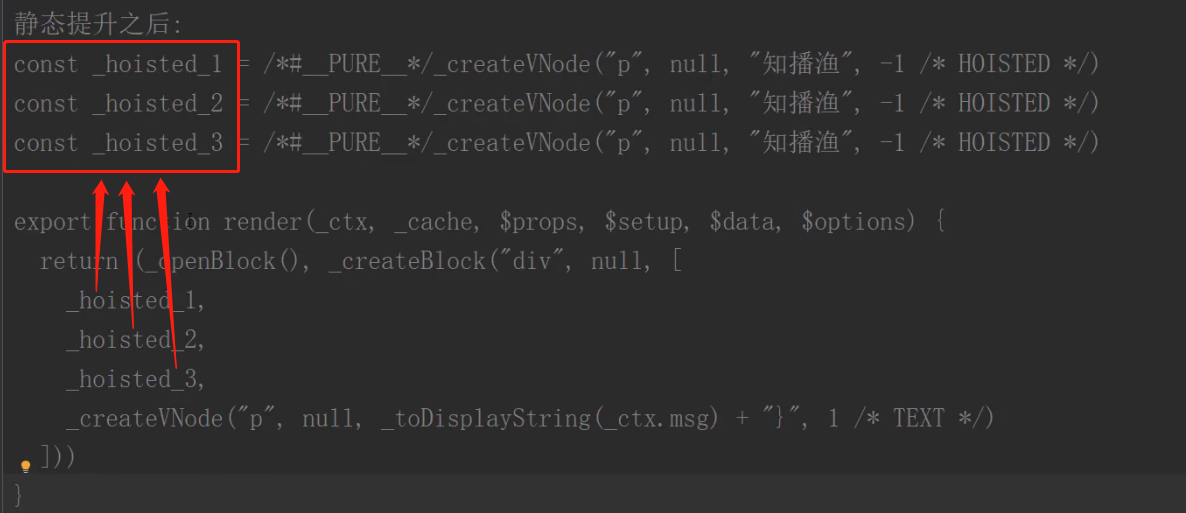 静态提升之后:
const _hoisted_1 = /*#__PURE__*/_createVNode("p", null, "知播渔", -1 /* HOISTED */)
const _hoisted_2 = /*#__PURE__*/_createVNode("p", null, "知播渔", -1 /* HOISTED */)
const _hoisted_3 = /*#__PURE__*/_createVNode("p", null, "知播渔", -1 /* HOISTED */)
export function render(_ctx, _cache, $props, $setup, $data, $options) {
return (_openBlock(), _createBlock("div", null, [
_hoisted_1,
_hoisted_2,
_hoisted_3,
_createVNode("p", null, _toDisplayString(_ctx.msg) + "}", 1 /* TEXT */)
]))
}